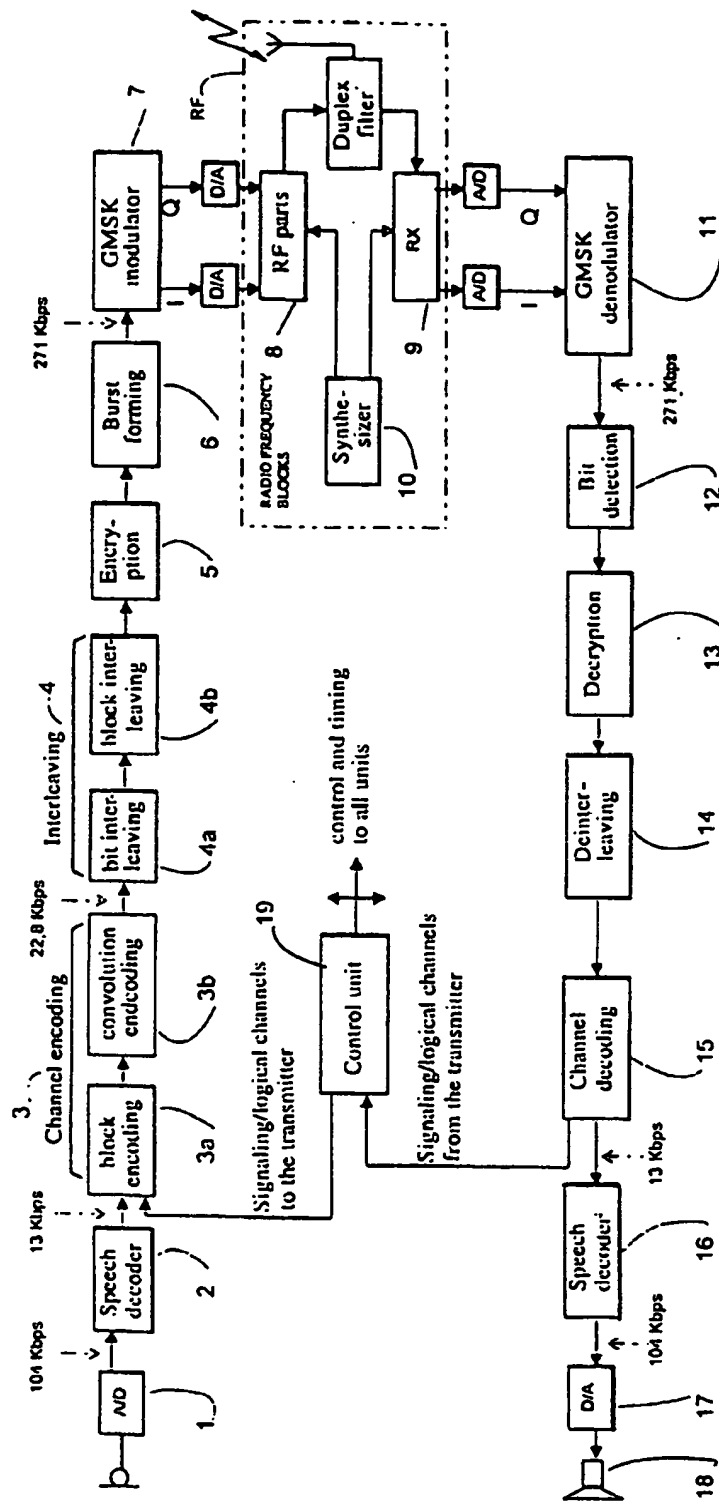 3
Channel encoding
Interleaving 4
104 Kbps
13 Kbps
22,8 Kbps
271 Kbps
A/D
Speech
decoder
block
encoding
convolution
endcoding
bit inter-
leaving
block inter-
leaving
Encry-
ption
Burst
forming
GMSK
modulator
1
2
3a
3b
4a
4b
5
6
7
I
Q
D/A
D/A
RF
RADIO FREQUENCY
BLOCKS
RF parts
8
Duplex
filter
Synthe-
sizer
10
RX
9
A/D
A/D
I
Q
Signaling/logical channels
to the transmitter
Control unit
19
control and timing
to all units
Signaling/logical channels
from the transmitter
GMSK
demodulator
11
271 Kbps
Bit
detection
12
Decryption
13
Deinter-
leaving
14
Channel
decoding
15
13 Kbps
Speech
decoder
16
104 Kbps
D/A
17
18